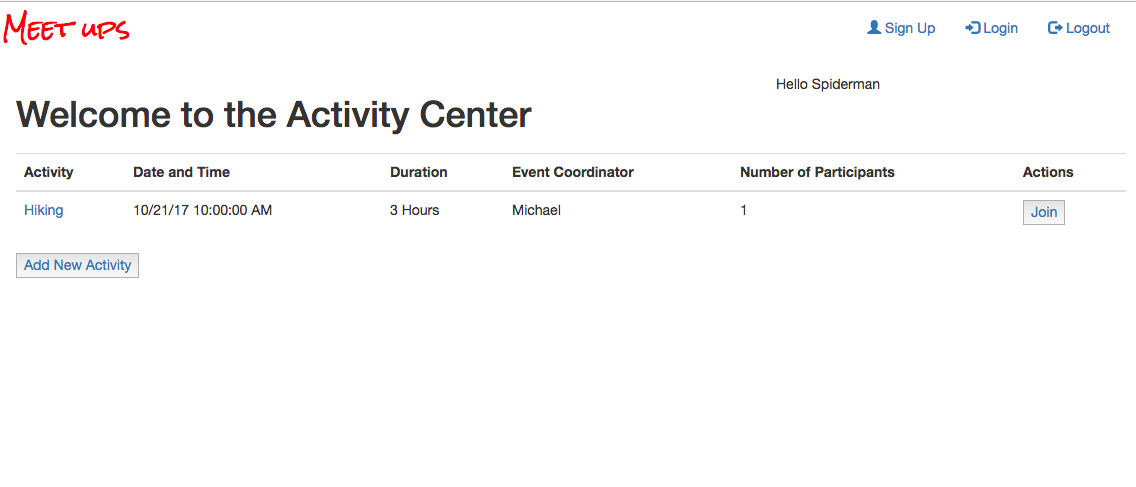 Meet ups
Sign Up Login Logout
Hello Spiderman
Welcome to the Activity Center
Activity Date and Time Duration Event Coordinator Number of Participants Actions
Hiking 10/21/17 10:00:00 AM 3 Hours Michael 1 Join
Add New Activity